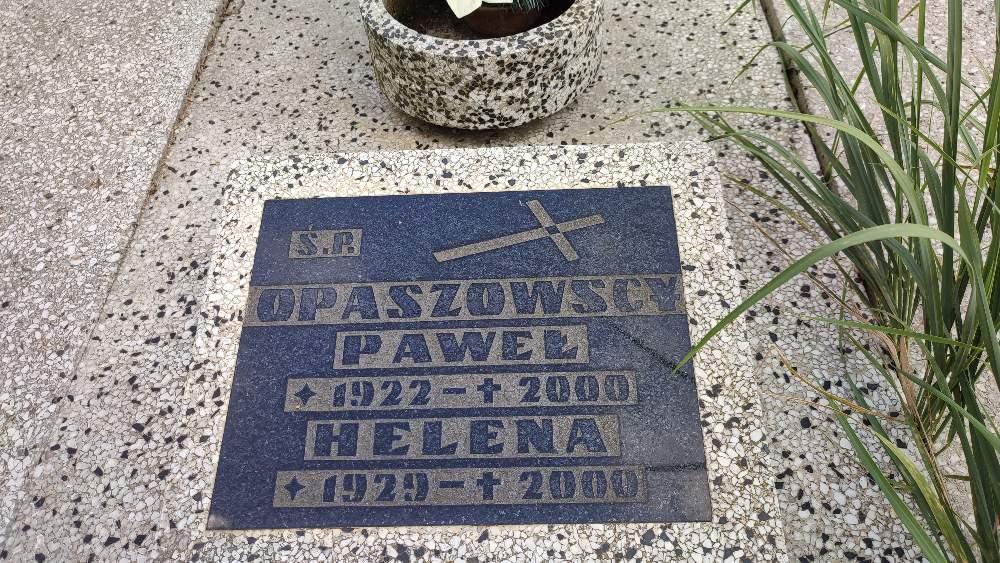 Ś.P.
OPASZOWSCY
PAWEŁ
✦ 1922 – ✝ 2000
HELENA
✦ 1929 – ✝ 2000